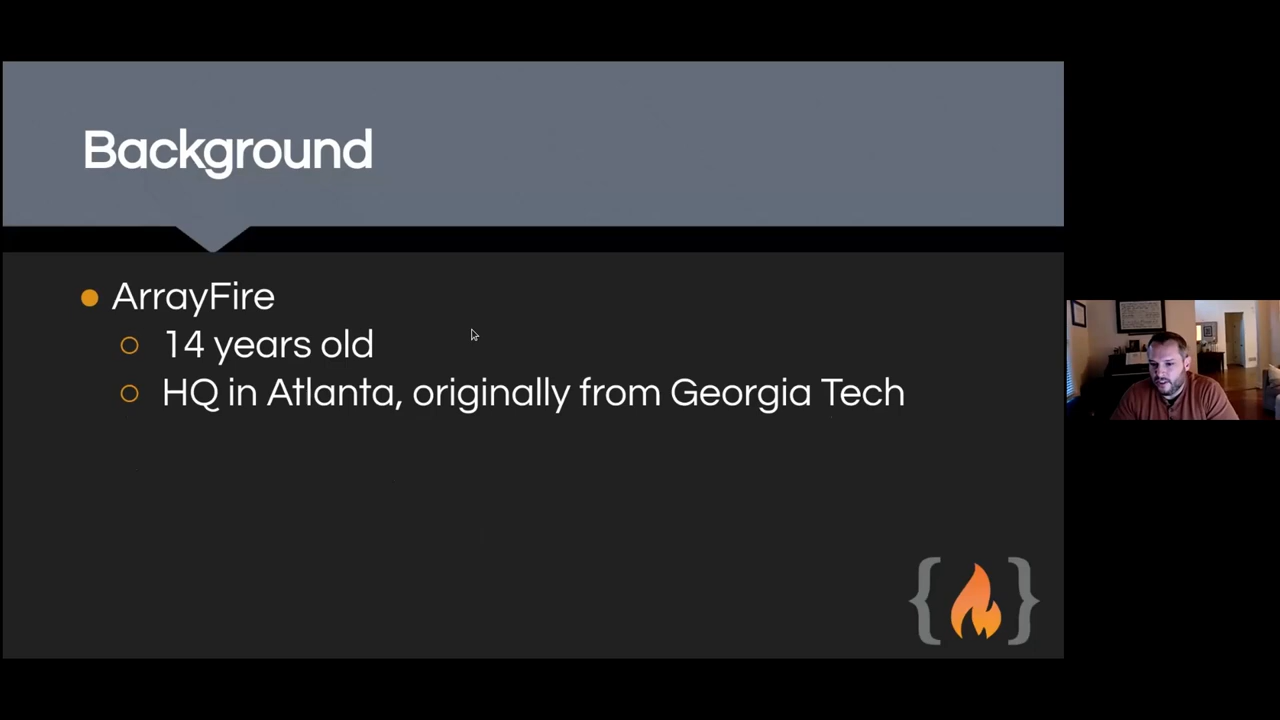 Background
ArrayFire
14 years old
HQ in Atlanta, originally from Georgia Tech